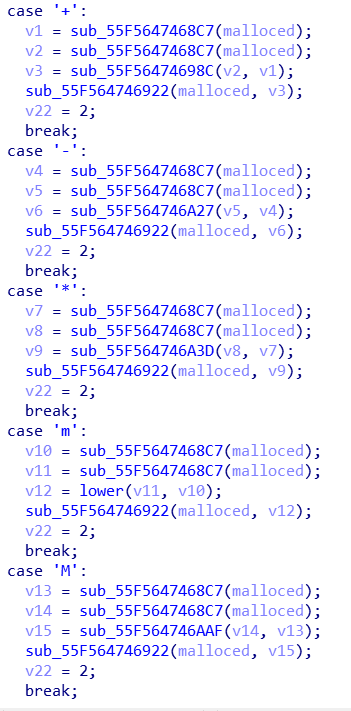 case '+':
v1 = sub_55F5647468C7(malloced);
v2 = sub_55F5647468C7(malloced);
v3 = sub_55F56474698C(v2, v1);
sub_55F564746922(malloced, v3);
v22 = 2;
break;
case '-':
v4 = sub_55F5647468C7(malloced);
v5 = sub_55F5647468C7(malloced);
v6 = sub_55F564746A27(v5, v4);
sub_55F564746922(malloced, v6);
v22 = 2;
break;
case '*':
v7 = sub_55F5647468C7(malloced);
v8 = sub_55F5647468C7(malloced);
v9 = sub_55F564746A3D(v8, v7);
sub_55F564746922(malloced, v9);
v22 = 2;
break;
case 'm':
v10 = sub_55F5647468C7(malloced);
v11 = sub_55F5647468C7(malloced);
v12 = lower(v11, v10);
sub_55F564746922(malloced, v12);
v22 = 2;
break;
case 'M':
v13 = sub_55F5647468C7(malloced);
v14 = sub_55F5647468C7(malloced);
v15 = sub_55F564746AAF(v14, v13);
sub_55F564746922(malloced, v15);
v22 = 2;
break;